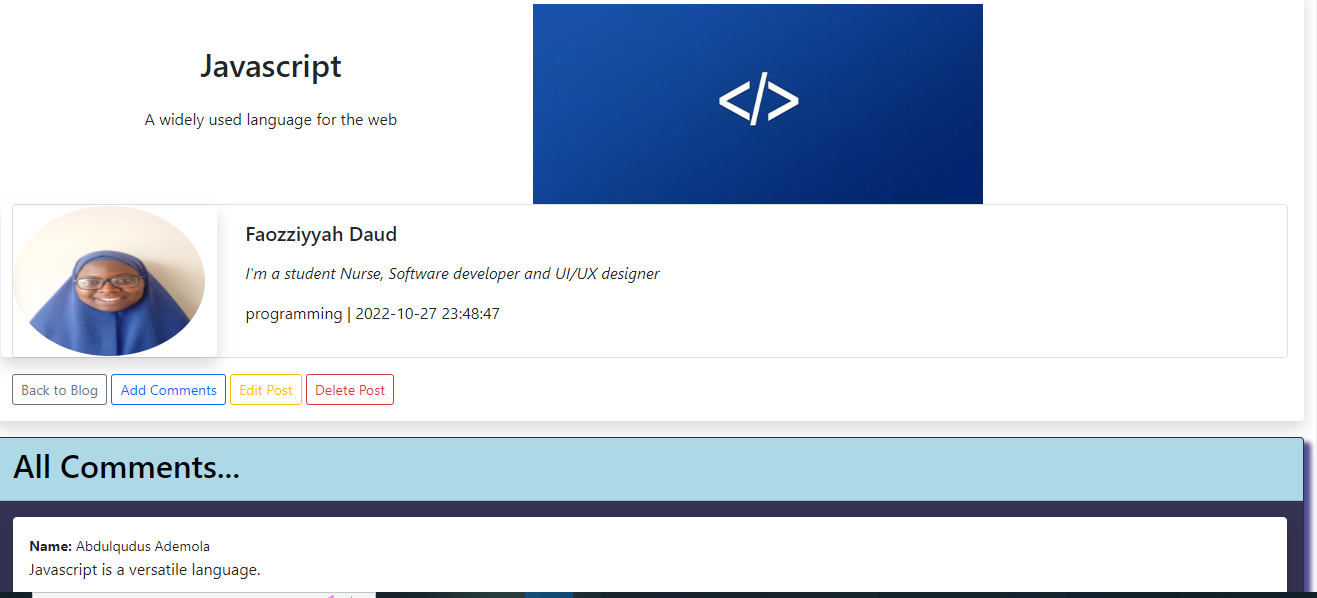 Javascript
A widely used language for the web
</>
Faozziyyah Daud
I'm a student Nurse, Software developer and UI/UX designer
programming | 2022-10-27 23:48:47
Back to Blog Add Comments Edit Post Delete Post
All Comments...
Name: Abdulqudus Ademola
Javascript is a versatile language.